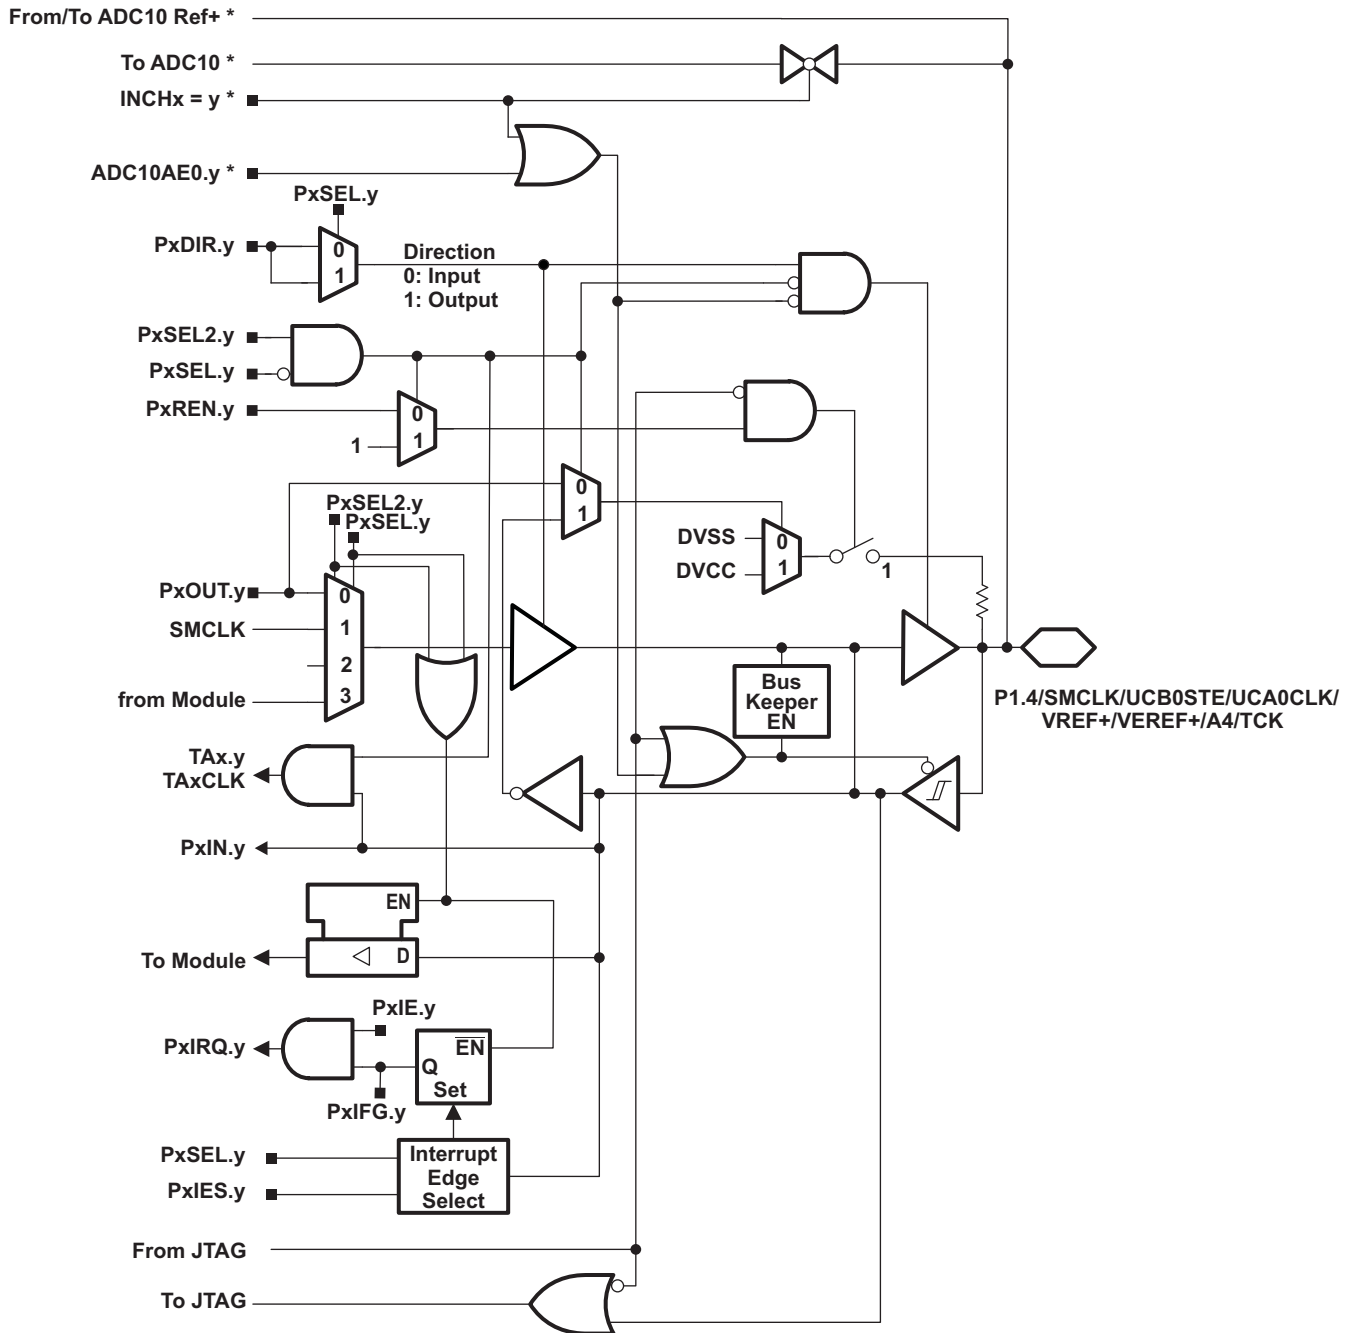 From/To ADC10 Ref+ *
To ADC10 *
INCHx = y *
ADC10AE0.y *
PxSEL.y
PxDIR.y
0
1
Direction
0: Input
1: Output
PxSEL2.y
PxSEL.y
PxREN.y
0
1
1
0
1
PxSEL2.y
PxSEL.y
DVSS
DVCC
0
1
1
PxOUT.y
SMCLK
from Module
0
1
2
3
Bus
Keeper
EN
P1.4/SMCLK/UCB0STE/UCA0CLK/
VREF+/VEREF+/A4/TCK
TAx.y
TAxCLK
PxIN.y
EN
D
To Module
PxIE.y
PxIRQ.y
EN
Q
Set
PxIFG.y
PxSEL.y
PxIES.y
Interrupt
Edge
Select
From JTAG
To JTAG